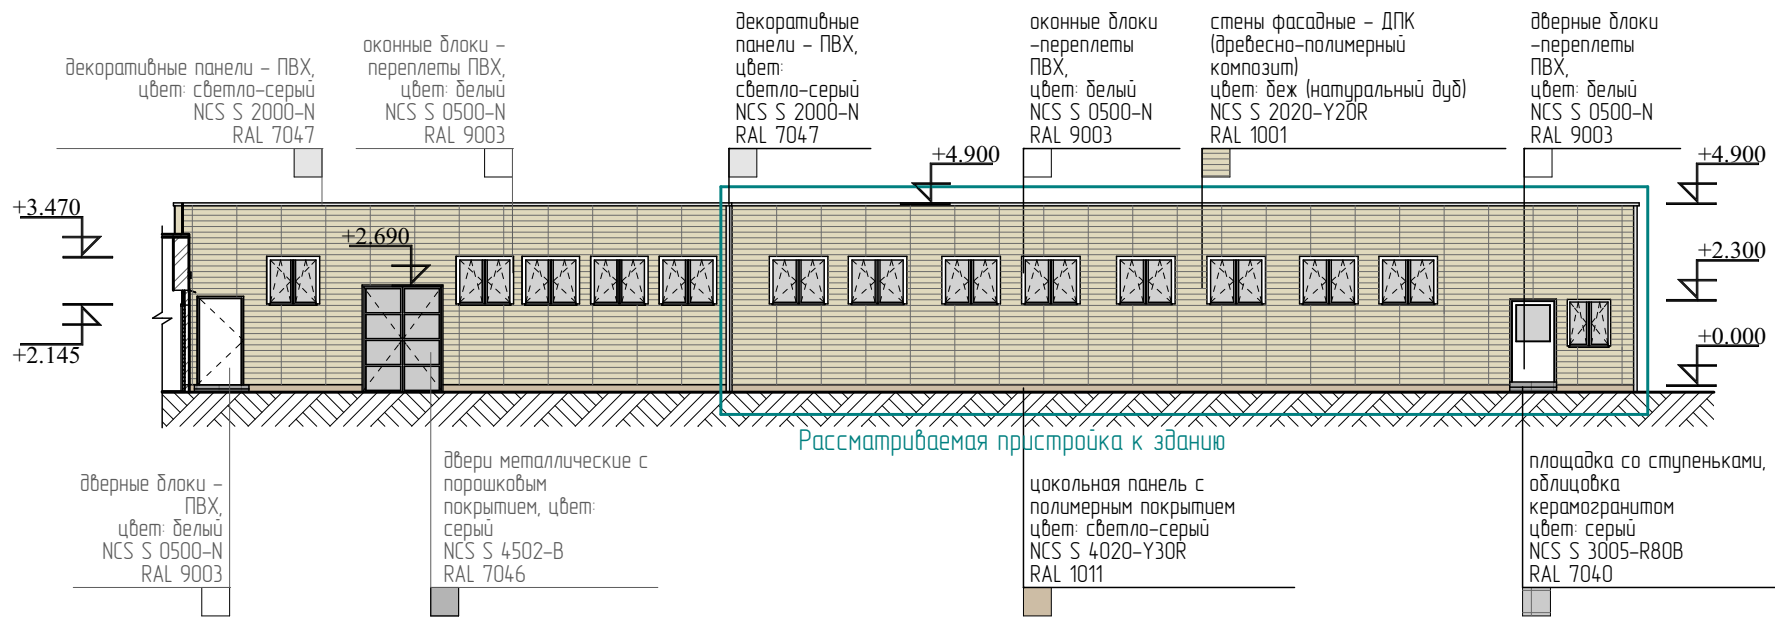 декоративные панели – ПВХ,
цвет: светло-серый
NCS S 2000-N
RAL 7047
оконные блоки –
переплеты ПВХ,
цвет: белый
NCS S 0500-N
RAL 9003
декоративные
панели – ПВХ,
цвет:
светло-серый
NCS S 2000-N
RAL 7047
оконные блоки
-переплеты
ПВХ,
цвет: белый
NCS S 0500-N
RAL 9003
стены фасадные – ДПК
(древесно-полимерный
композит)
цвет: беж (натуральный дуб)
NCS S 2020-Y20R
RAL 1001
дверные блоки
-переплеты
ПВХ,
цвет: белый
NCS S 0500-N
RAL 9003
+4.900
+4.900
+3.470
+2.690
+2.300
+2.145
+0.000
Рассматриваемая пристройка к зданию
дверные блоки –
ПВХ,
цвет: белый
NCS S 0500-N
RAL 9003
двери металлические с
порошковым
покрытием, цвет:
серый
NCS S 4502-B
RAL 7046
цокольная панель с
полимерным покрытием
цвет: светло-серый
NCS S 4020-Y30R
RAL 1011
площадка со ступеньками,
облицовка
керамогранитом
цвет: серый
NCS S 3005-R80B
RAL 7040